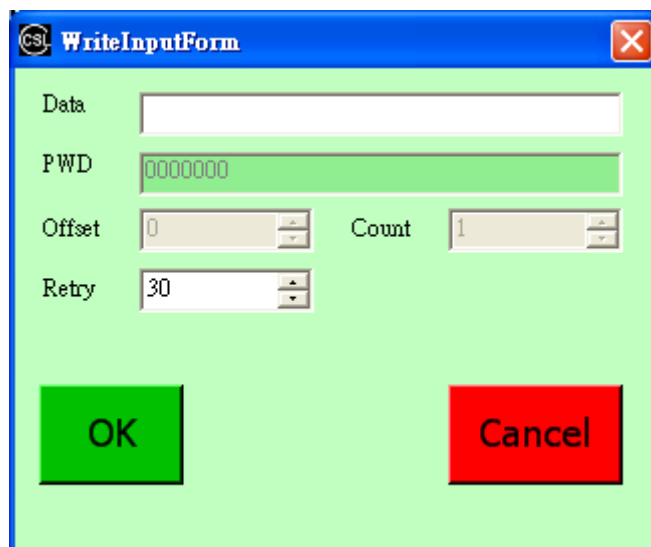 CSL WriteInputForm
Data
PWD 0000000
Offset 0 Count 1
Retry 30
OK Cancel